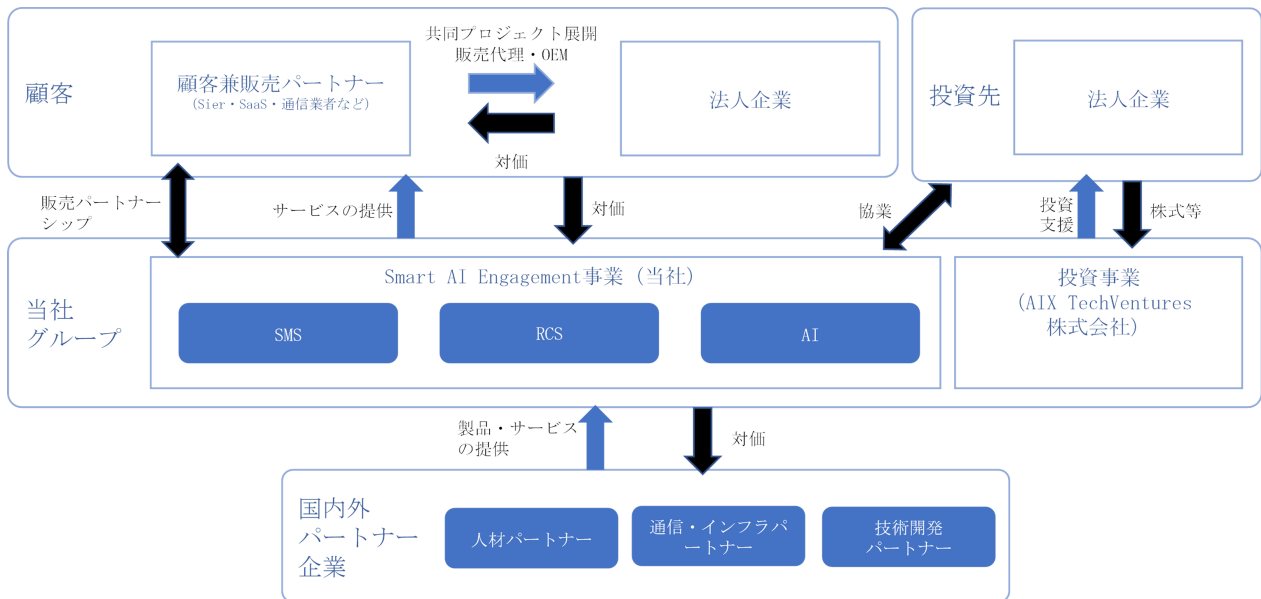 顧客
顧客兼販売パートナー
(Sier・SaaS・通信業者など)
共同プロジェクト展開
販売代理・OEM
対価
法人企業
投資先
法人企業
販売パートナー
シップ
サービスの提供
対価
協業
投資
支援
株式等
当社
グループ
Smart AI Engagement事業 (当社)
SMS
RCS
AI
投資事業
(AIX TechVentures
株式会社)
製品・サービス
の提供
対価
国内外
パートナー
企業
人材パートナー
通信・インフラパ
ートナー
技術開発
パートナー